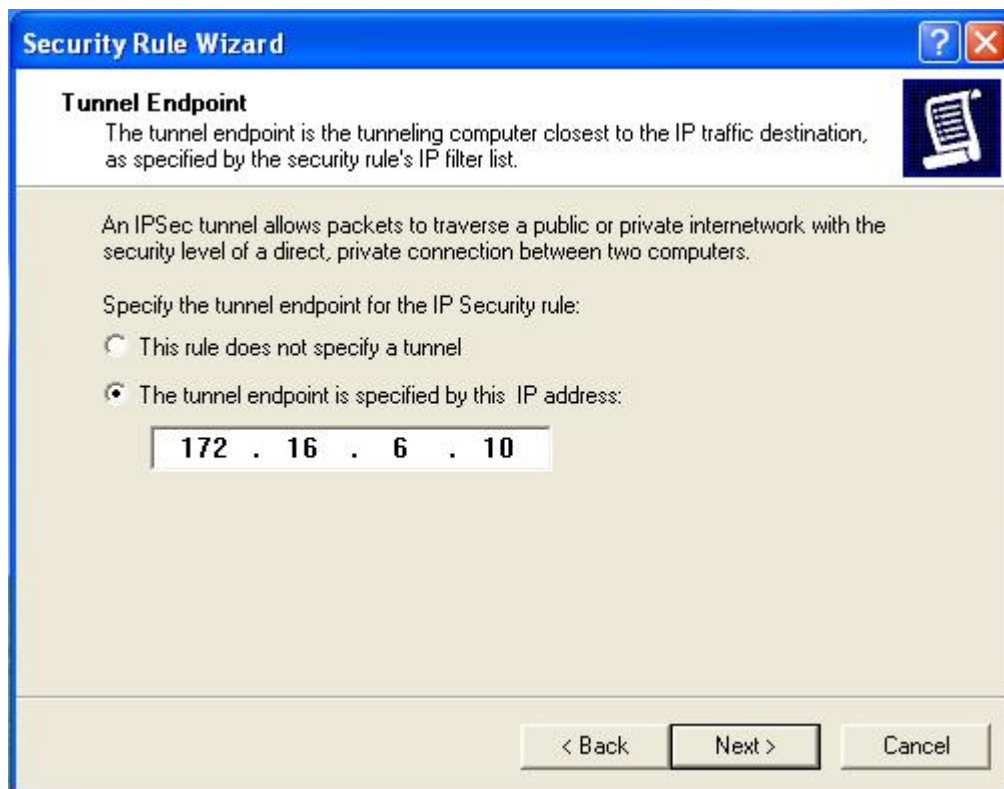 Security Rule Wizard
?
Tunnel Endpoint
The tunnel endpoint is the tunneling computer closest to the IP traffic destination,
as specified by the security rule's IP filter list.
An IPSec tunnel allows packets to traverse a public or private internetwork with the
security level of a direct, private connection between two computers.
Specify the tunnel endpoint for the IP Security rule:
This rule does not specify a tunnel
The tunnel endpoint is specified by this IP address:
172 . 16 . 6 . 10
< Back
Next >
Cancel